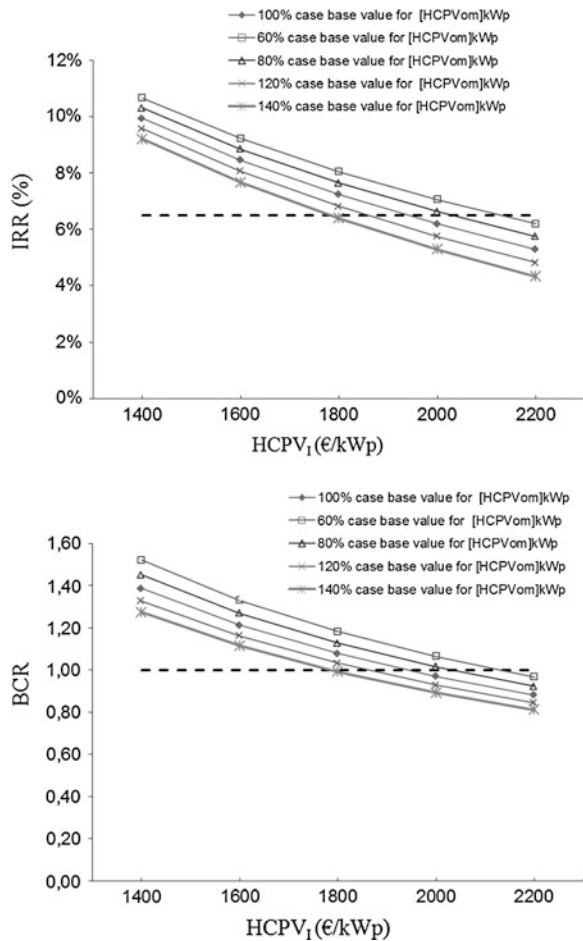 100% case base value for [HCPVom]kWp
60% case base value for [HCPVom]kWp
80% case base value for [HCPVom]kWp
120% case base value for [HCPVom]kWp
140% case base value for [HCPVom]kWp
12%
10%
8%
6%
4%
2%
0%
IRR (%)
1400 1600 1800 2000 2200
HCPV_I (€/kWp)
100% case base value for [HCPVom]kWp
60% case base value for [HCPVom]kWp
80% case base value for [HCPVom]kWp
120% case base value for [HCPVom]kWp
140% case base value for [HCPVom]kWp
1,60
1,40
1,20
1,00
0,80
0,60
0,40
0,20
0,00
BCR
1400 1600 1800 2000 2200
HCPV_I (€/kWp)